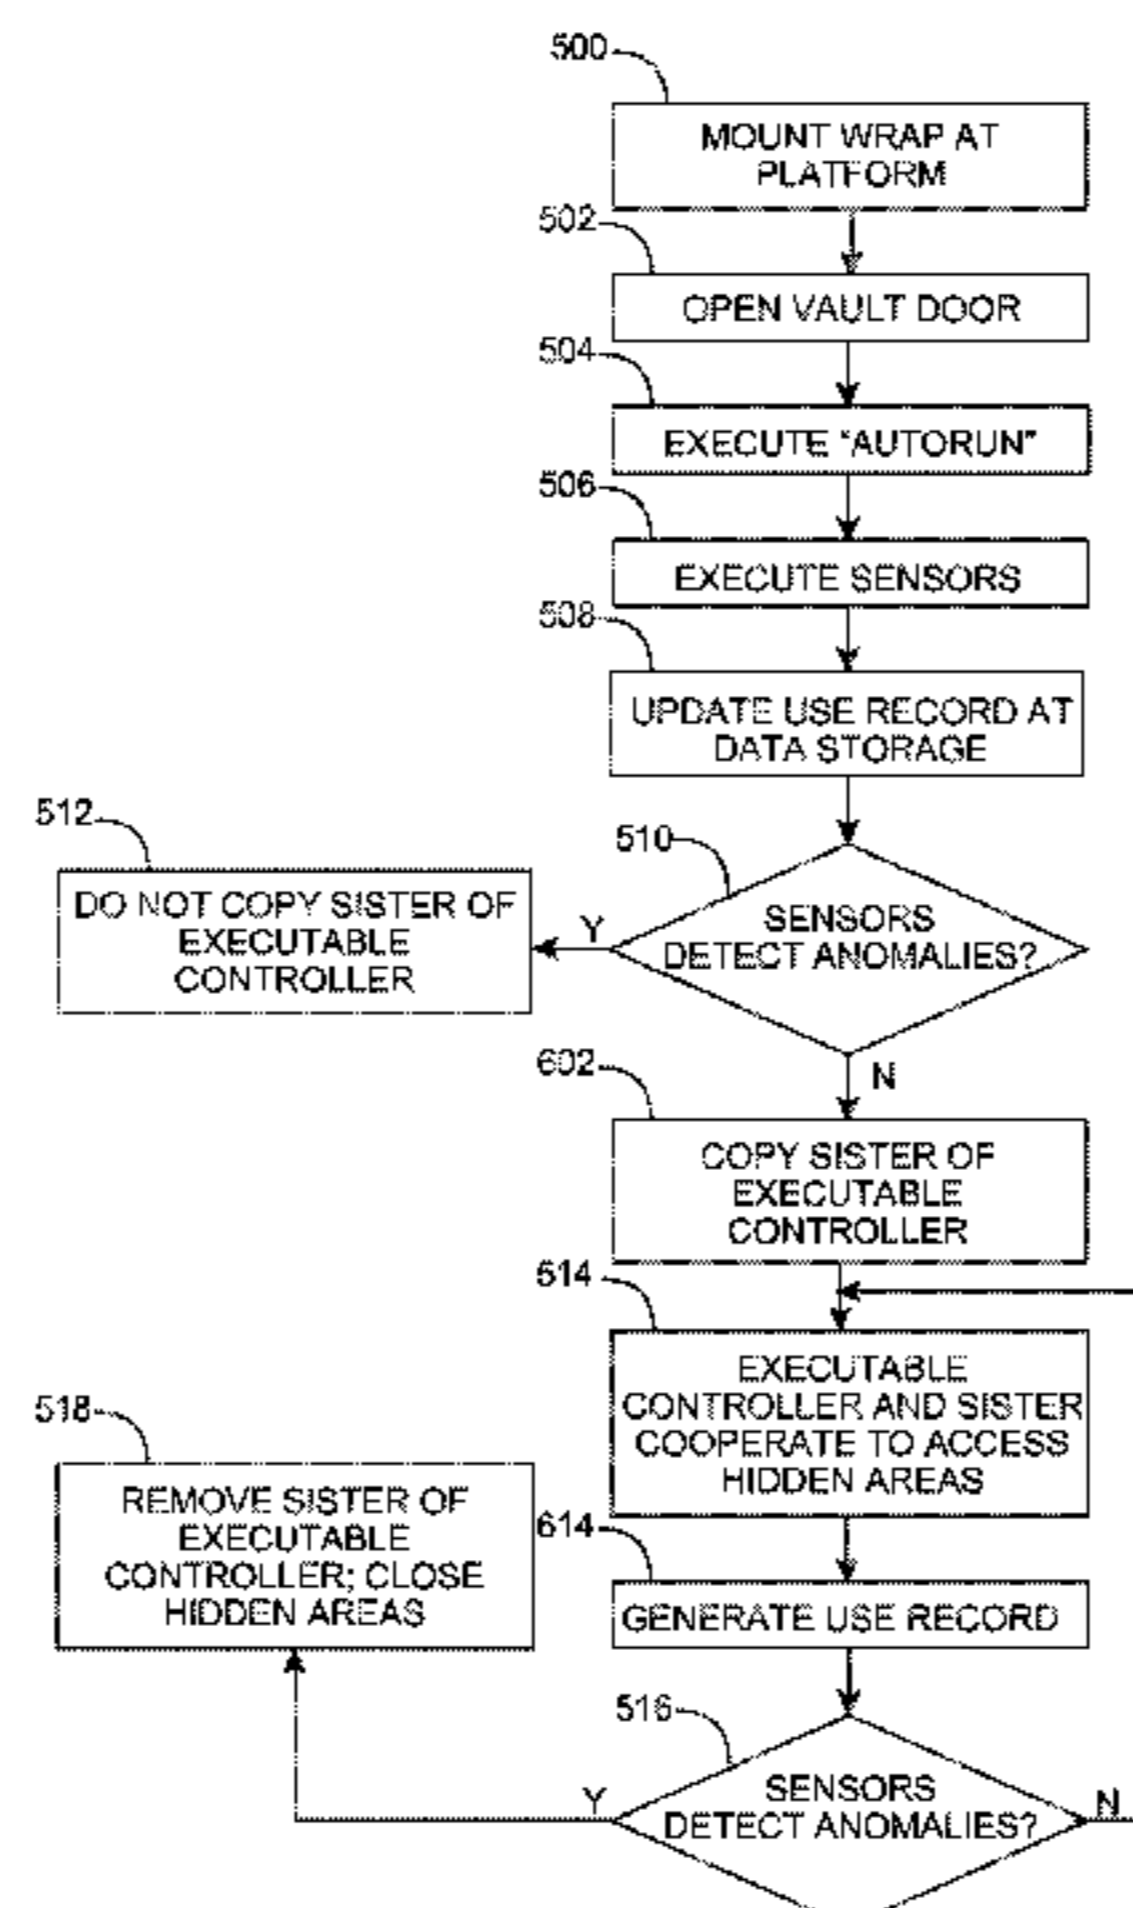 500
MOUNT WRAP AT
PLATFORM
502
OPEN VAULT DOOR
504
EXECUTE "AUTORUN"
506
EXECUTE SENSORS
508
UPDATE USE RECORD AT
DATA STORAGE
510
SENSORS
DETECT ANOMALIES?
Y
512
DO NOT COPY SISTER OF
EXECUTABLE
CONTROLLER
N
602
COPY SISTER OF
EXECUTABLE
CONTROLLER
514
EXECUTABLE
CONTROLLER AND SISTER
COOPERATE TO ACCESS
HIDDEN AREAS
614
GENERATE USE RECORD
516
SENSORS
DETECT ANOMALIES?
Y
N
518
REMOVE SISTER OF
EXECUTABLE
CONTROLLER; CLOSE
HIDDEN AREAS